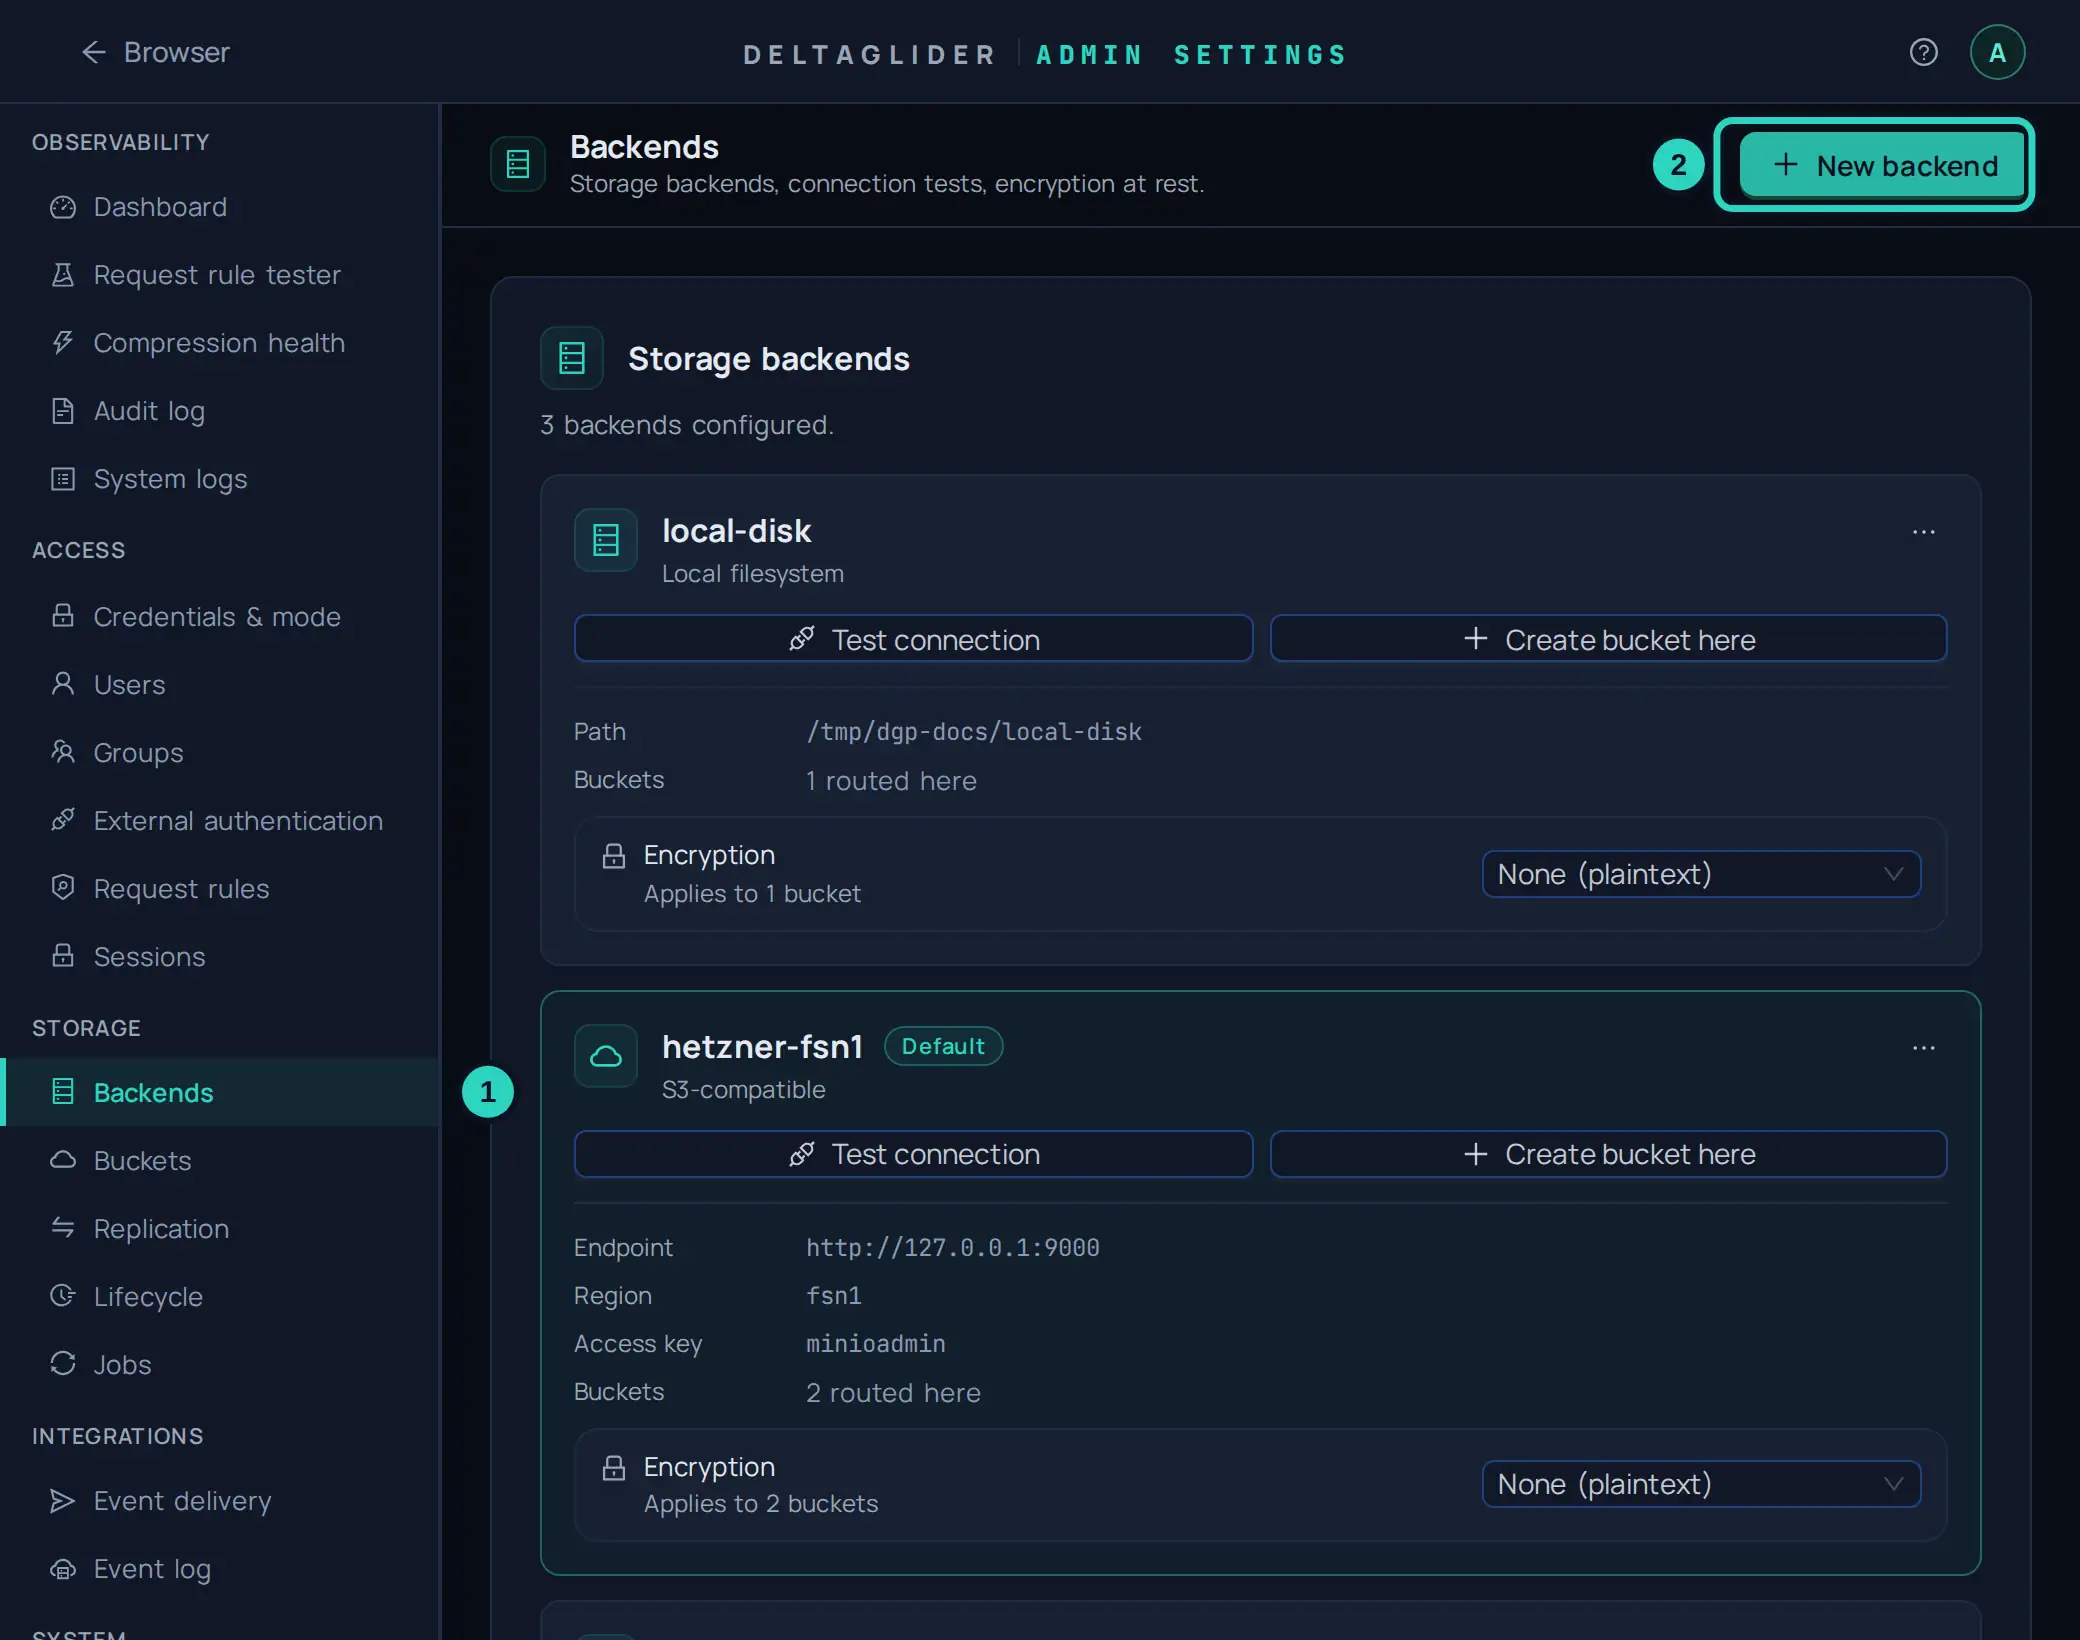 Browser
DELTAGLIDER ADMIN SETTINGS
A
OBSERVABILITY
Dashboard
Request rule tester
Compression health
Audit log
System logs
ACCESS
Credentials & mode
Users
Groups
External authentication
Request rules
Sessions
STORAGE
Backends
Buckets
Replication
Lifecycle
Jobs
INTEGRATIONS
Event delivery
Event log
SYSTEM
Backends
Storage backends, connection tests, encryption at rest.
2
New backend
Storage backends
3 backends configured.
local-disk
Local filesystem
Test connection
Create bucket here
Path /tmp/dgp-docs/local-disk
Buckets 1 routed here
Encryption
Applies to 1 bucket
None (plaintext)
1
hetzner-fsn1 Default
S3-compatible
Test connection
Create bucket here
Endpoint http://127.0.0.1:9000
Region fsn1
Access key minioadmin
Buckets 2 routed here
Encryption
Applies to 2 buckets
None (plaintext)